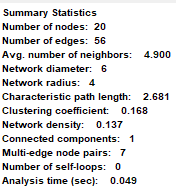 Summary Statistics
Number of nodes: 20
Number of edges: 56
Avg. number of neighbors: 4.900
Network diameter: 6
Network radius: 4
Characteristic path length: 2.681
Clustering coefficient: 0.168
Network density: 0.137
Connected components: 1
Multi-edge node pairs: 7
Number of self-loops: 0
Analysis time (sec): 0.049